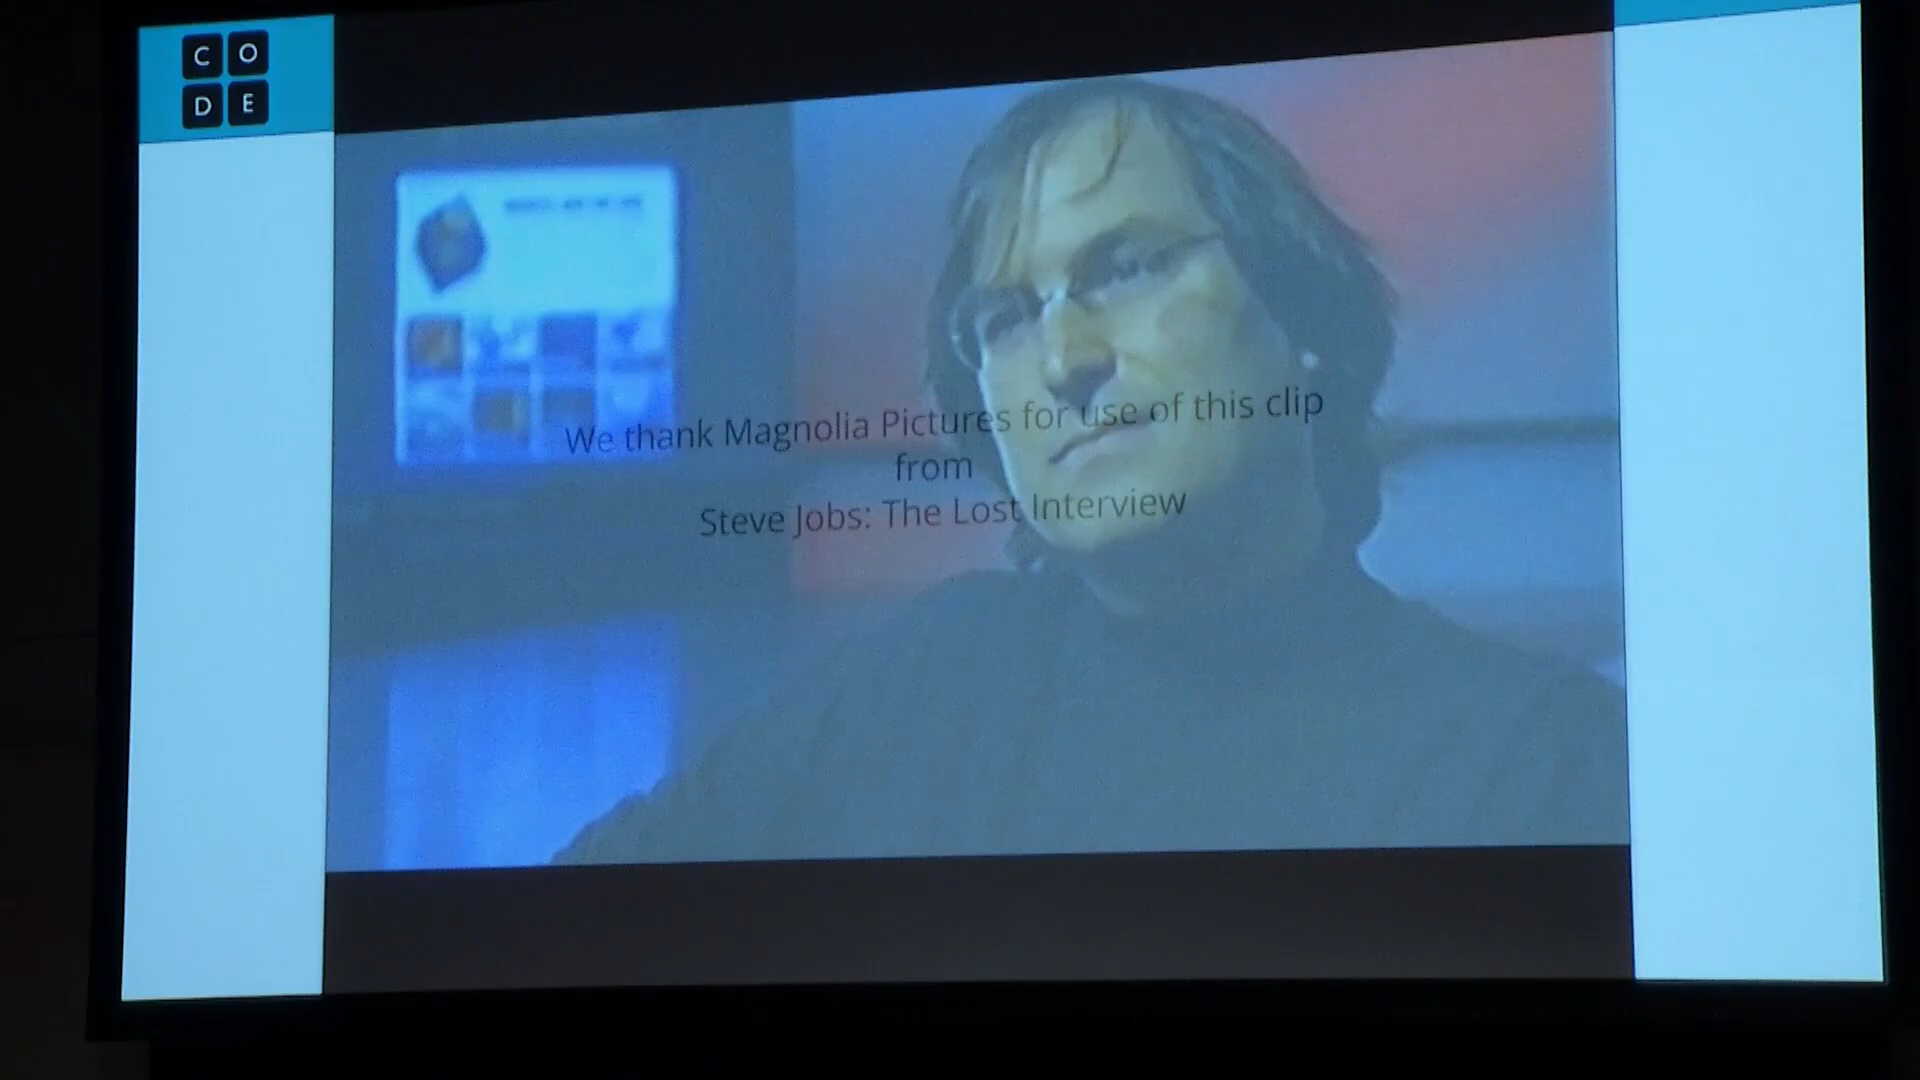 C O
D E
We thank Magnolia Pictures for use of this clip
from
Steve Jobs: The Lost Interview